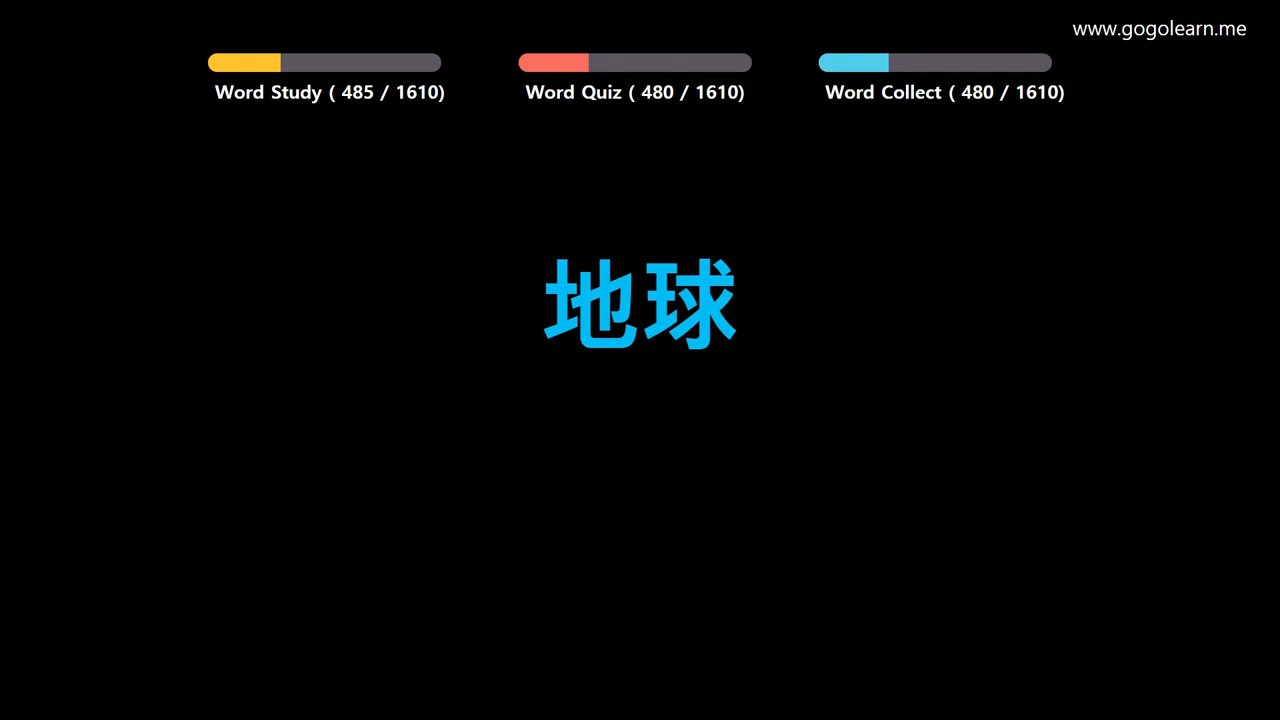 www.gogolearn.me
Word Study ( 485 / 1610)
Word Quiz ( 480 / 1610)
Word Collect ( 480 / 1610)
地球